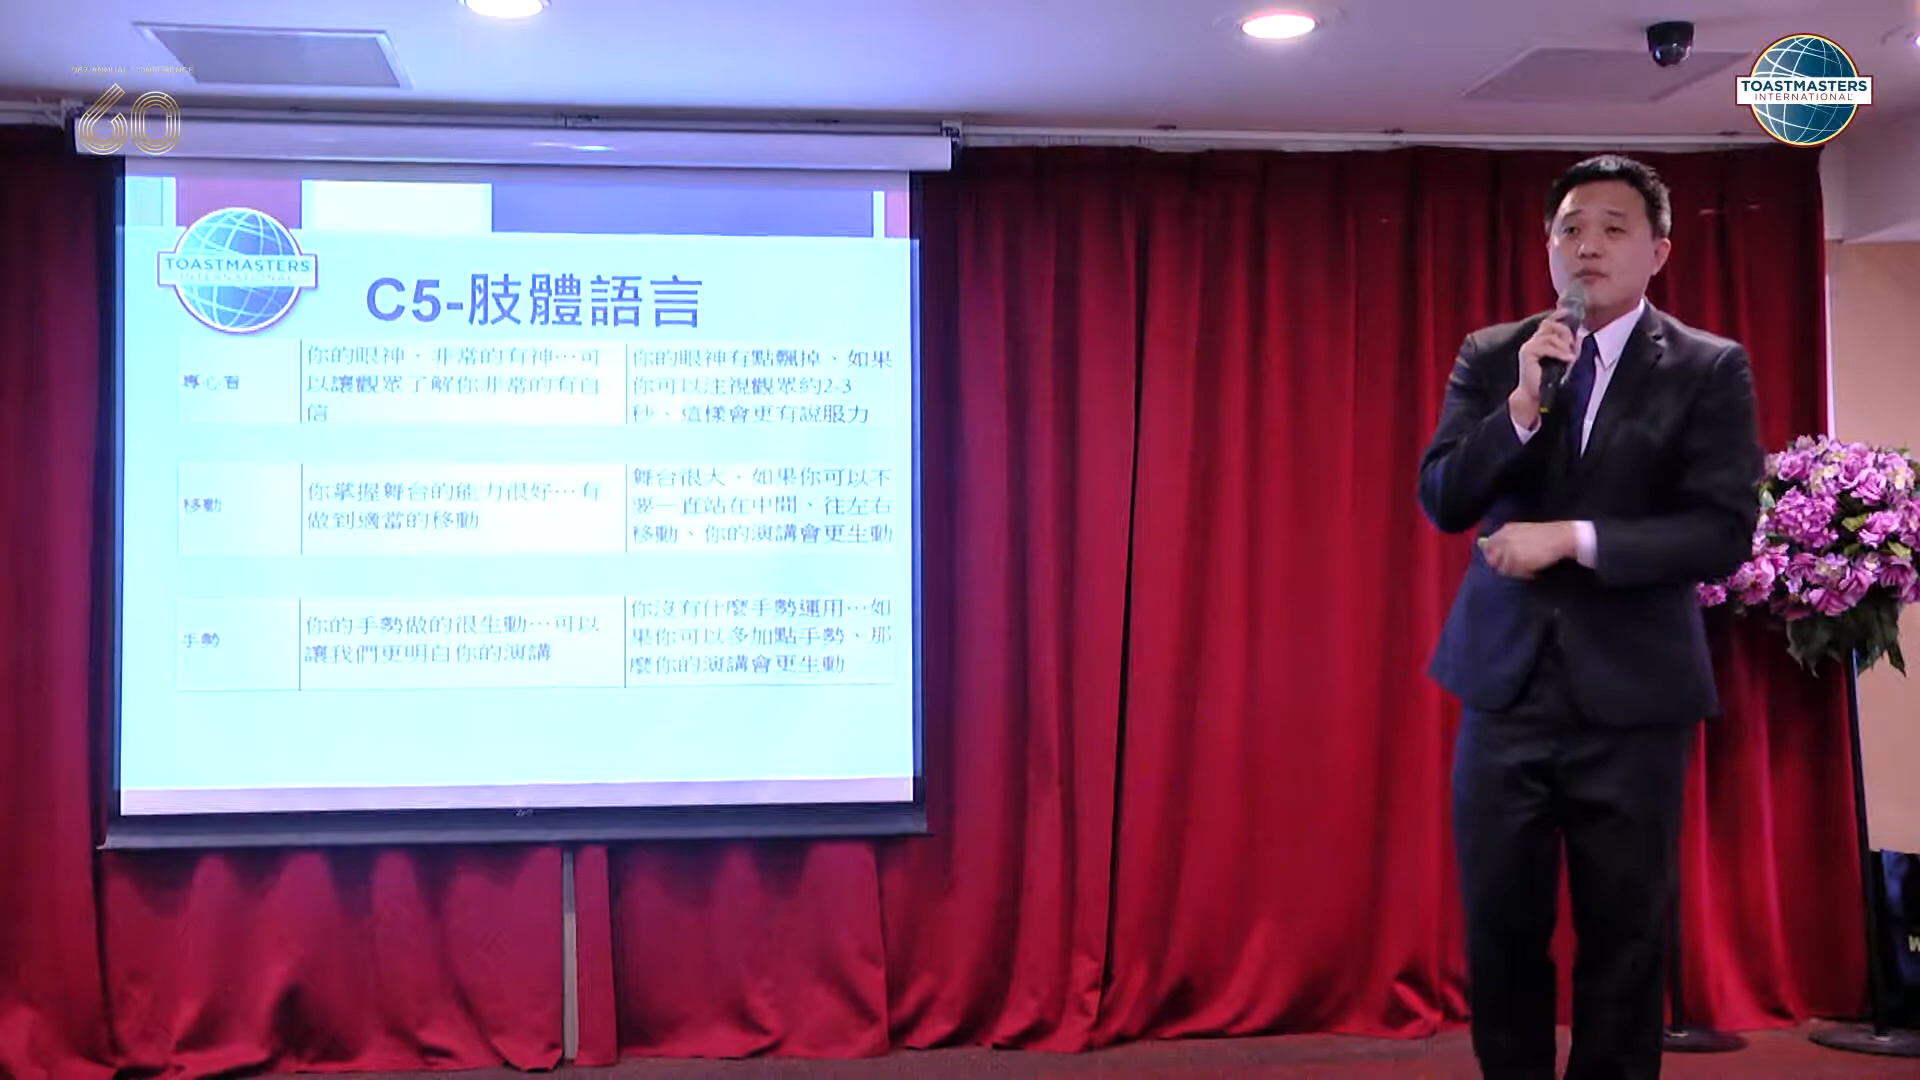 D67 ANNUAL CONFERENCE
60
TOASTMASTERS
INTERNATIONAL
TOASTMASTERS
INTERNATIONAL
C5-肢體語言
專心看
你的眼神、非常的有神…可
以讓觀眾了解你非常的有自
信
你的眼神有點飄掉、如果
你可以注視觀眾約2-3
秒、這樣會更有說服力
移動
你掌握舞台的能力很好…有
做到適當的移動
舞台很大、如果你可以不
要一直站在中間、往左右
移動、你的演講會更生動
手勢
你的手勢做的很生動…可以
讓我們更明白你的演講
你沒有什麼手勢運用…如
果你可以多加點手勢、那
麼你的演講會更生動